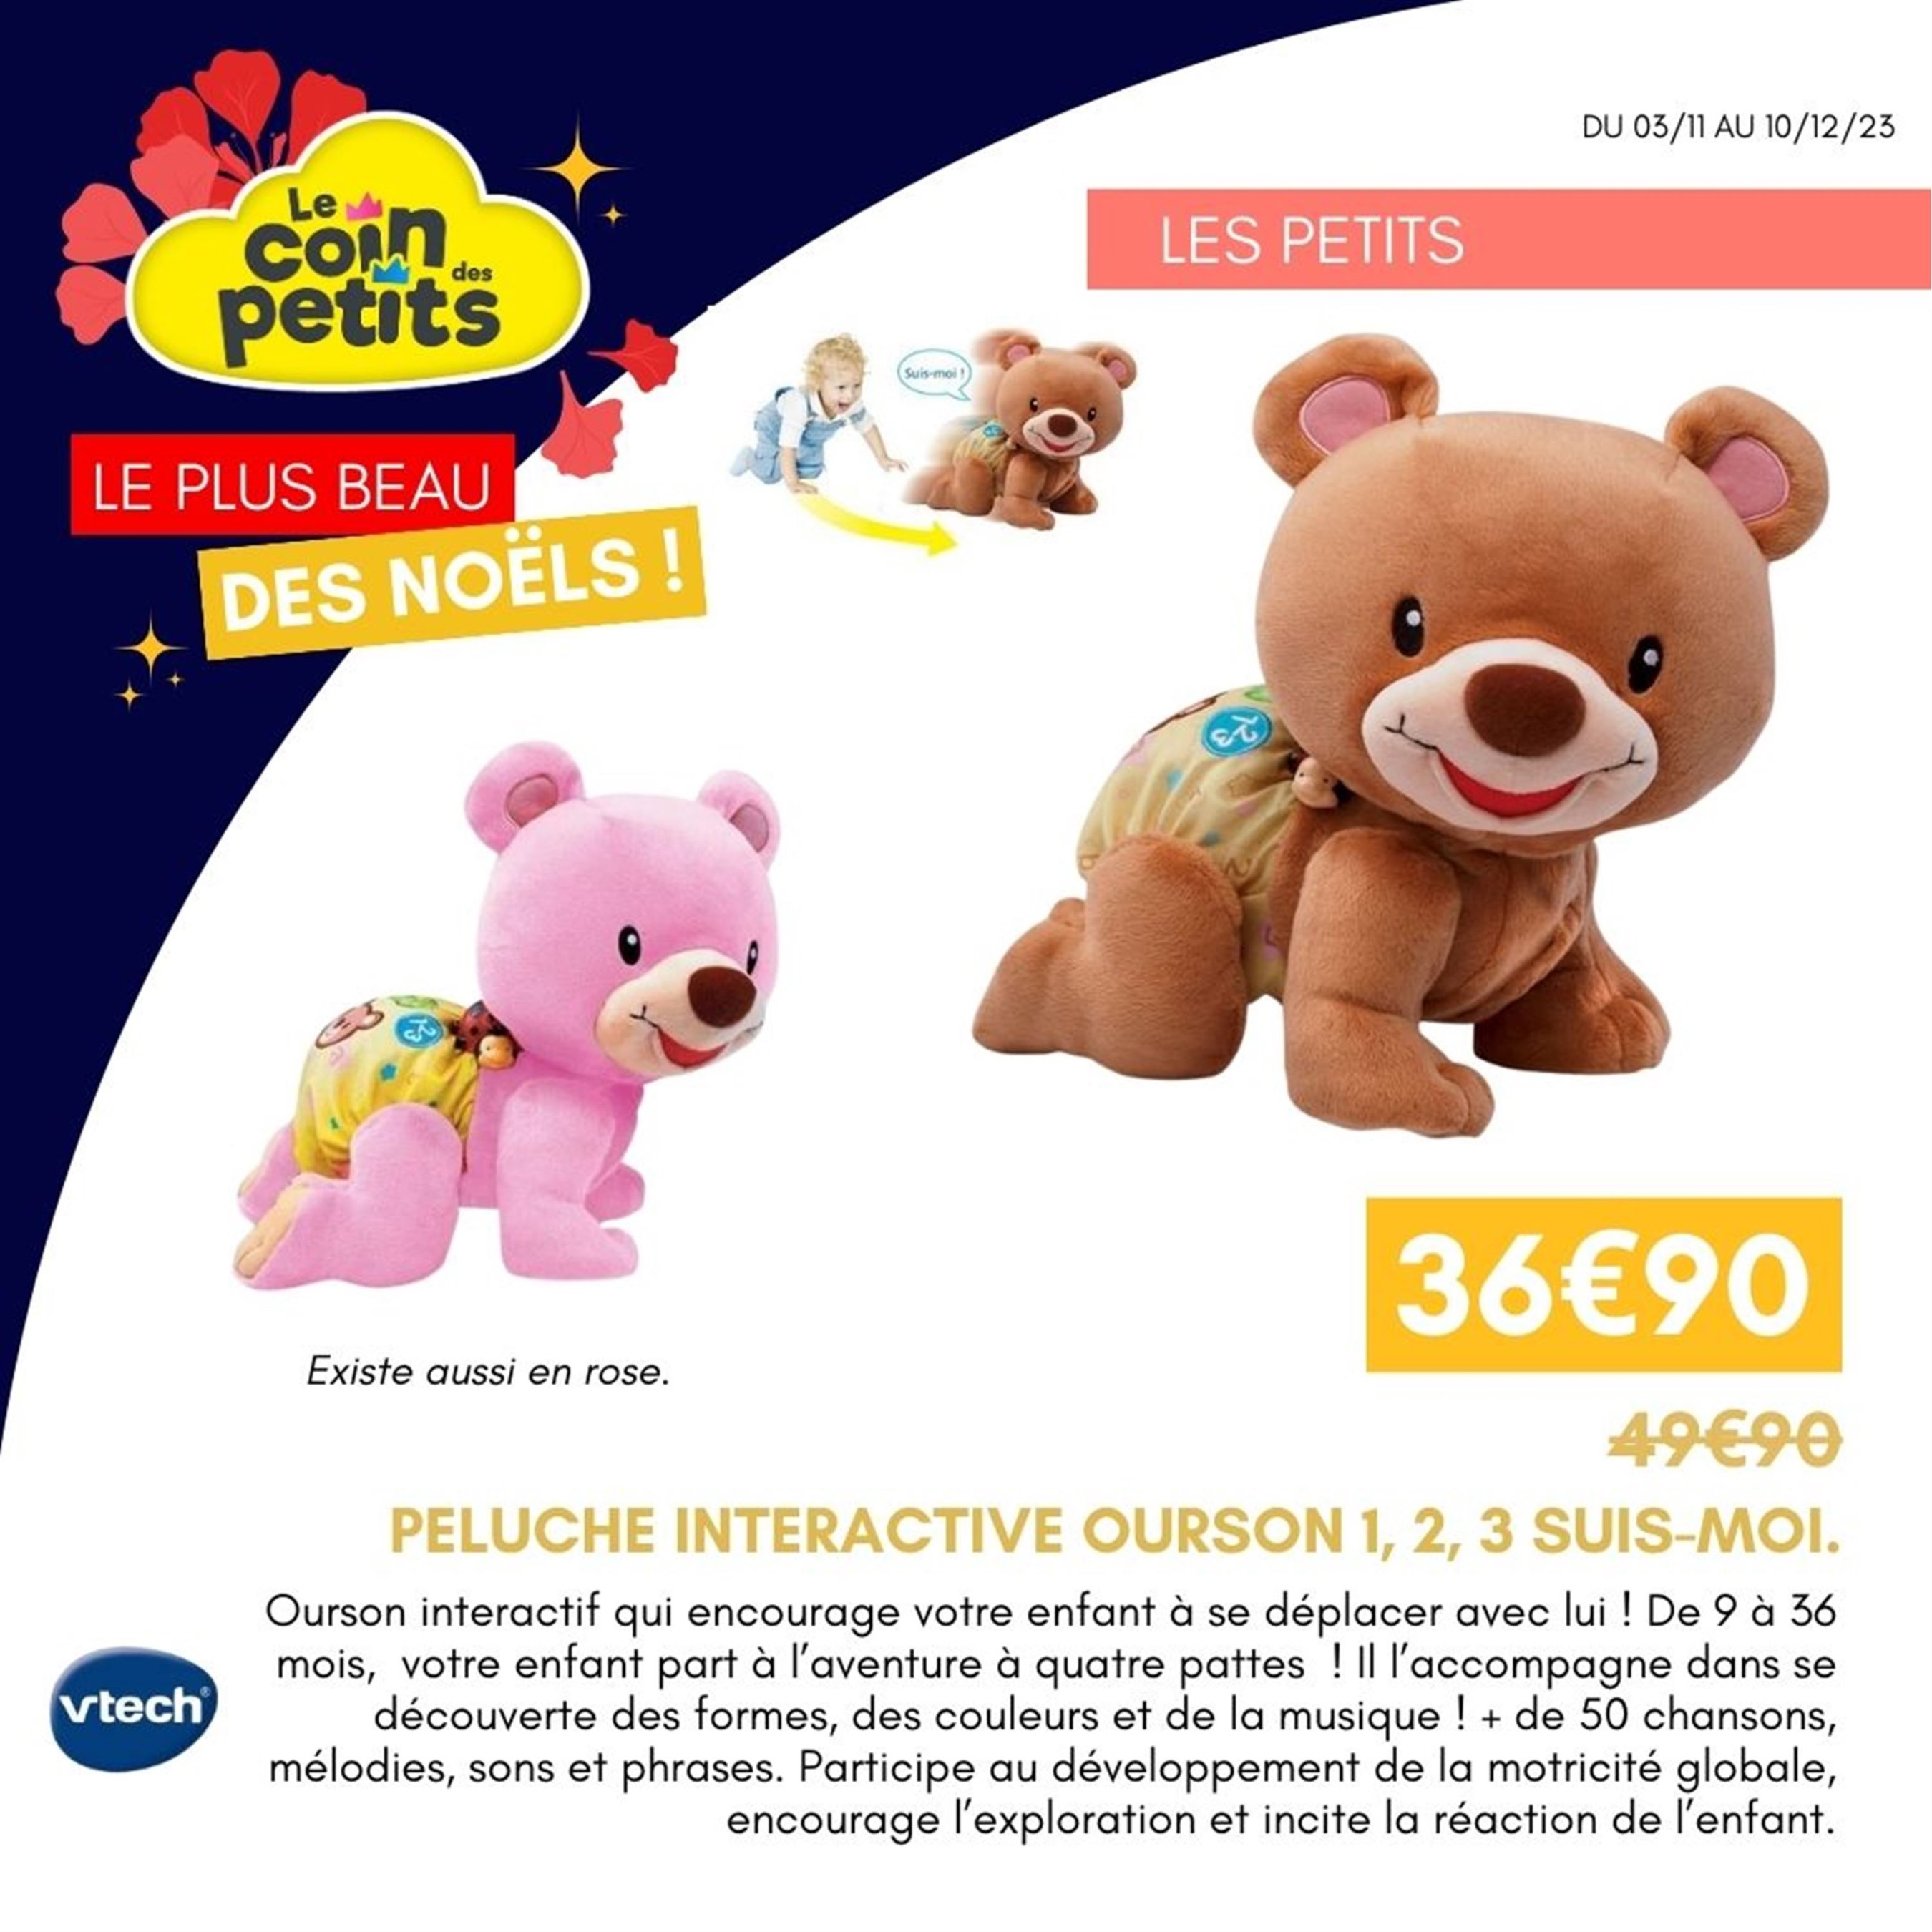 DU 03/11 AU 10/12/23
Le
coin
des
petits
LES PETITS
Suis-moi !
LE PLUS BEAU
DES NOËLS !
123
123
Existe aussi en rose.
36€90
49€90
PELUCHE INTERACTIVE OURSON 1, 2, 3 SUIS-MOI.
Ourson interactif qui encourage votre enfant à se déplacer avec lui ! De 9 à 36
mois, votre enfant part à l'aventure à quatre pattes ! Il l'accompagne dans se
découverte des formes, des couleurs et de la musique ! + de 50 chansons,
mélodies, sons et phrases. Participe au développement de la motricité globale,
encourage l'exploration et incite la réaction de l'enfant.
vtech®